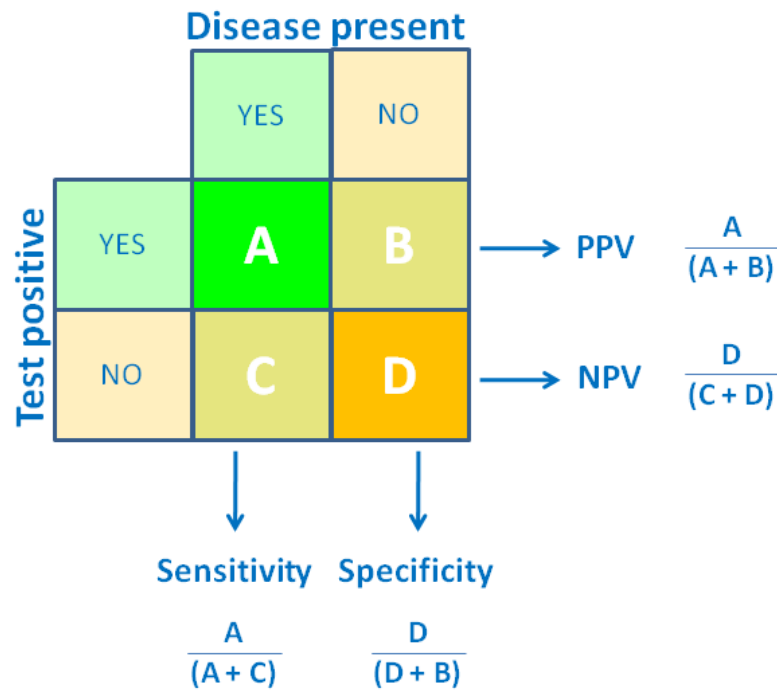 Disease present
YES NO
Test positive
YES A B PPV A
(A + B)
NO C D NPV D
(C + D)
Sensitivity Specificity
A D
(A + C) (D + B)